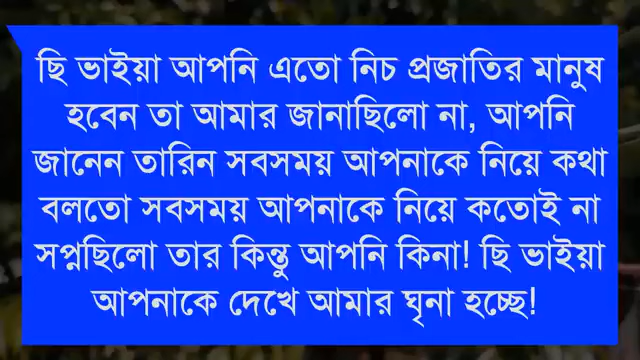 ছি ভাইয়া আপনি এতো নিচ প্রজাতির মানুষ
হবেন তা আমার জানাছিলো না, আপনি
জানেন তারিন সবসময় আপনাকে নিয়ে কথা
বলতো সবসময় আপনাকে নিয়ে কতোই না
সপ্নছিলো তার কিন্তু আপনি কিনা! ছি ভাইয়া
আপনাকে দেখে আমার ঘৃনা হচ্ছে!